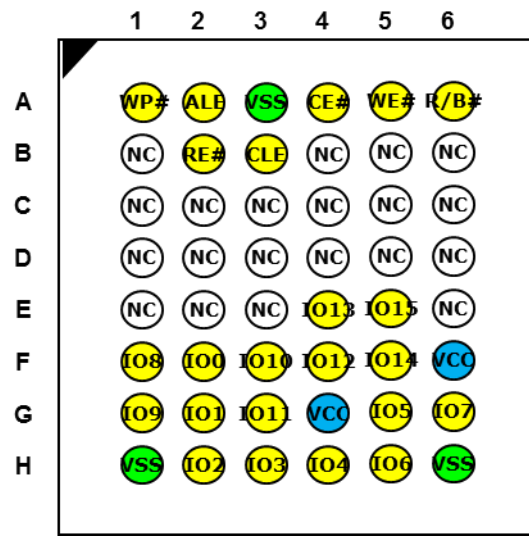 1 2 3 4 5 6
A WP# ALE VSS CE# WE# R/B#
B NC RE# CLE NC NC NC
C NC NC NC NC NC NC
D NC NC NC NC NC NC
E NC NC NC IO13 IO15 NC
F IO8 IO0 IO10 IO12 IO14 VCC
G IO9 IO1 IO11 VCC IO5 IO7
H VSS IO2 IO3 IO4 IO6 VSS